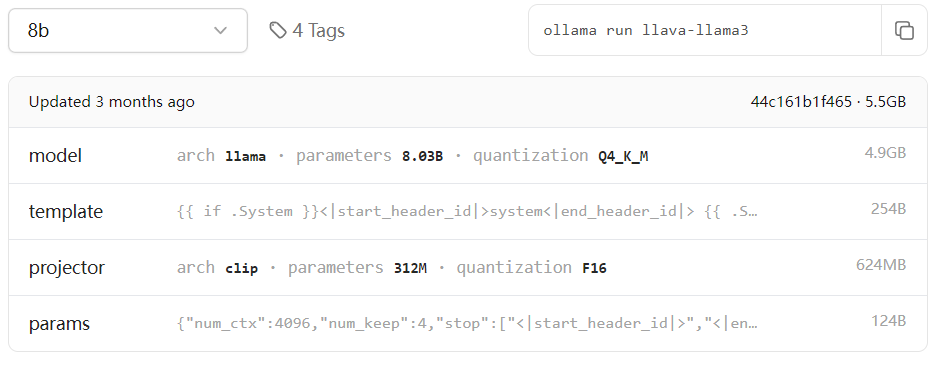 8b 4 Tags ollama run llava-llama3
Updated 3 months ago 44c161b1f465 · 5.5GB
model arch llama · parameters 8.03B · quantization Q4_K_M 4.9GB
template {{ if .System }}<|start_header_id|>system<|end_header_id|> {{ .S… 254B
projector arch clip · parameters 312M · quantization F16 624MB
params {"num_ctx":4096,"num_keep":4,"stop":["<|start_header_id|>","<|en… 124B